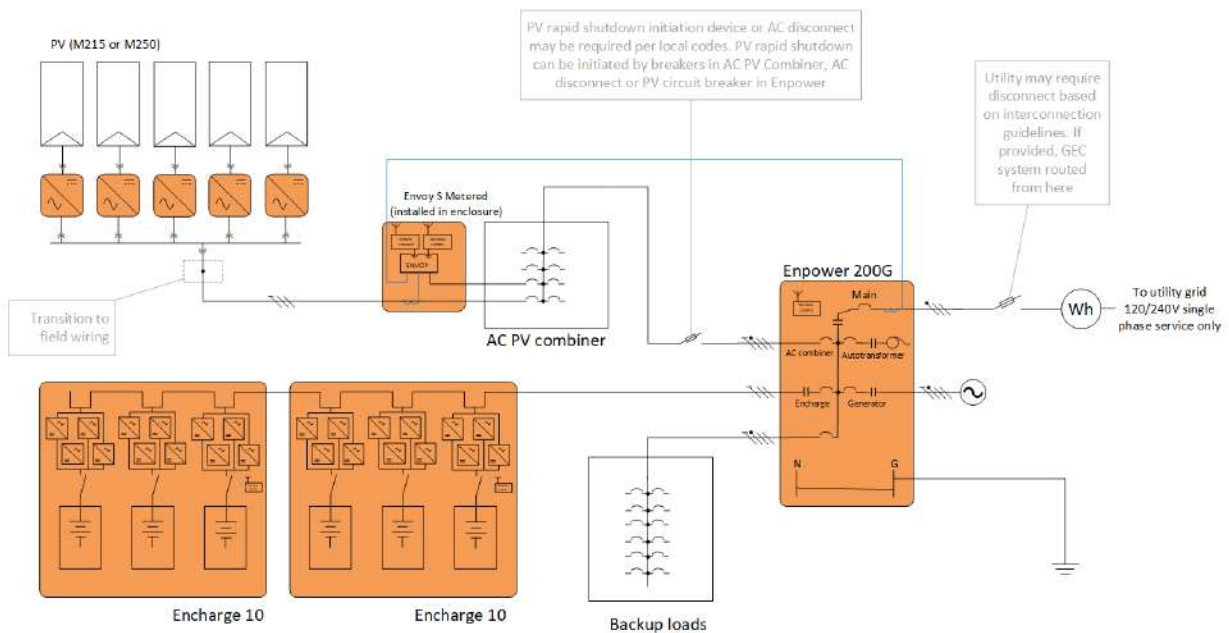 PV (M215 or M250)
PV rapid shutdown initiation device or AC disconnect
may be required per local codes. PV rapid shutdown
can be initiated by breakers in AC PV Combiner, AC
disconnect or PV circuit breaker in Enpower
Utility may require
disconnect based
on interconnection
guidelines. If
provided, GEC
system routed
from here
Envoy S Metered
(installed in enclosure)
ENVOY
AC PV combiner
Transition to
field wiring
Enpower 200G
Main
AC combiner
Autotransformer
Encharge
Generator
N
G
Wh
To utility grid
120/240V single
phase service only
Encharge 10
Encharge 10
Backup loads